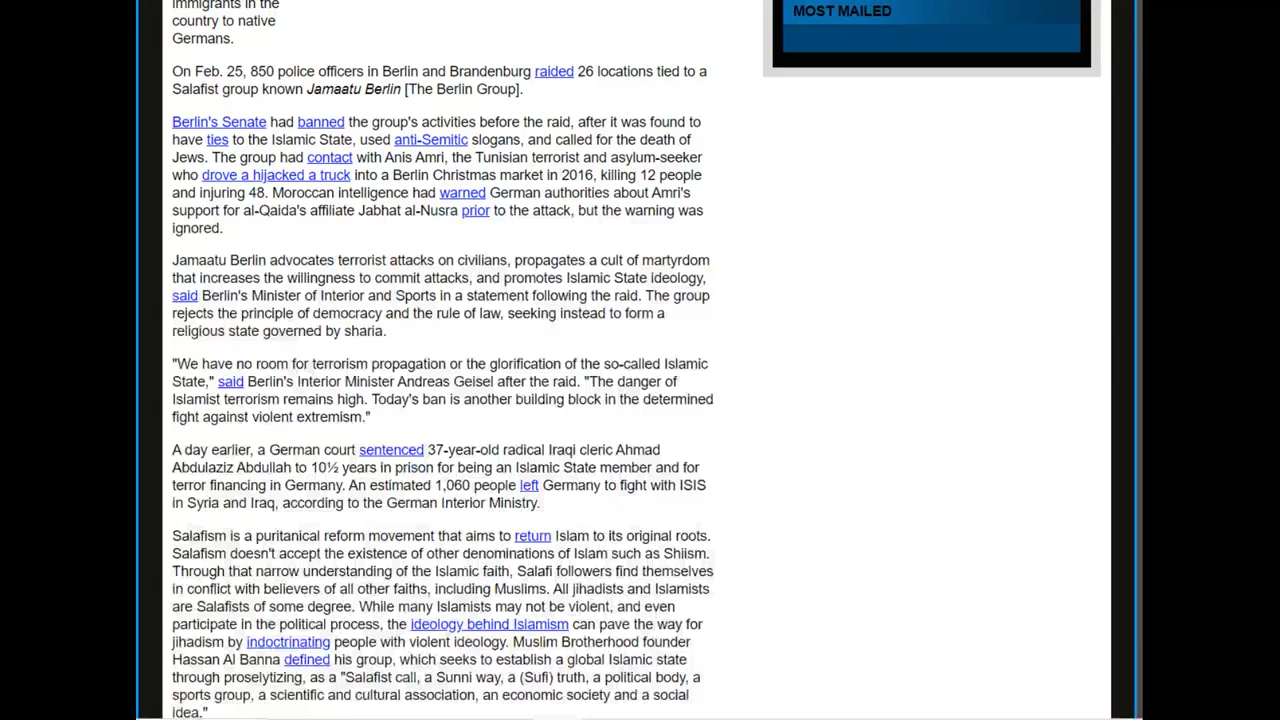 immigrants in the
country to native
Germans.
MOST MAILED
On Feb. 25, 850 police officers in Berlin and Brandenburg raided 26 locations tied to a
Salafist group known Jamaatu Berlin [The Berlin Group].
Berlin's Senate had banned the group's activities before the raid, after it was found to
have ties to the Islamic State, used anti-Semitic slogans, and called for the death of
Jews. The group had contact with Anis Amri, the Tunisian terrorist and asylum-seeker
who drove a hijacked a truck into a Berlin Christmas market in 2016, killing 12 people
and injuring 48. Moroccan intelligence had warned German authorities about Amri's
support for al-Qaida's affiliate Jabhat al-Nusra prior to the attack, but the warning was
ignored.
Jamaatu Berlin advocates terrorist attacks on civilians, propagates a cult of martyrdom
that increases the willingness to commit attacks, and promotes Islamic State ideology,
said Berlin's Minister of Interior and Sports in a statement following the raid. The group
rejects the principle of democracy and the rule of law, seeking instead to form a
religious state governed by sharia.
"We have no room for terrorism propagation or the glorification of the so-called Islamic
State," said Berlin's Interior Minister Andreas Geisel after the raid. "The danger of
Islamist terrorism remains high. Today's ban is another building block in the determined
fight against violent extremism."
A day earlier, a German court sentenced 37-year-old radical Iraqi cleric Ahmad
Abdulaziz Abdullah to 10½ years in prison for being an Islamic State member and for
terror financing in Germany. An estimated 1,060 people left Germany to fight with ISIS
in Syria and Iraq, according to the German Interior Ministry.
Salafism is a puritanical reform movement that aims to return Islam to its original roots.
Salafism doesn't accept the existence of other denominations of Islam such as Shiism.
Through that narrow understanding of the Islamic faith, Salafi followers find themselves
in conflict with believers of all other faiths, including Muslims. All jihadists and Islamists
are Salafists of some degree. While many Islamists may not be violent, and even
participate in the political process, the ideology behind Islamism can pave the way for
jihadism by indoctrinating people with violent ideology. Muslim Brotherhood founder
Hassan Al Banna defined his group, which seeks to establish a global Islamic state
through proselytizing, as a "Salafist call, a Sunni way, a (Sufi) truth, a political body, a
sports group, a scientific and cultural association, an economic society and a social
idea."